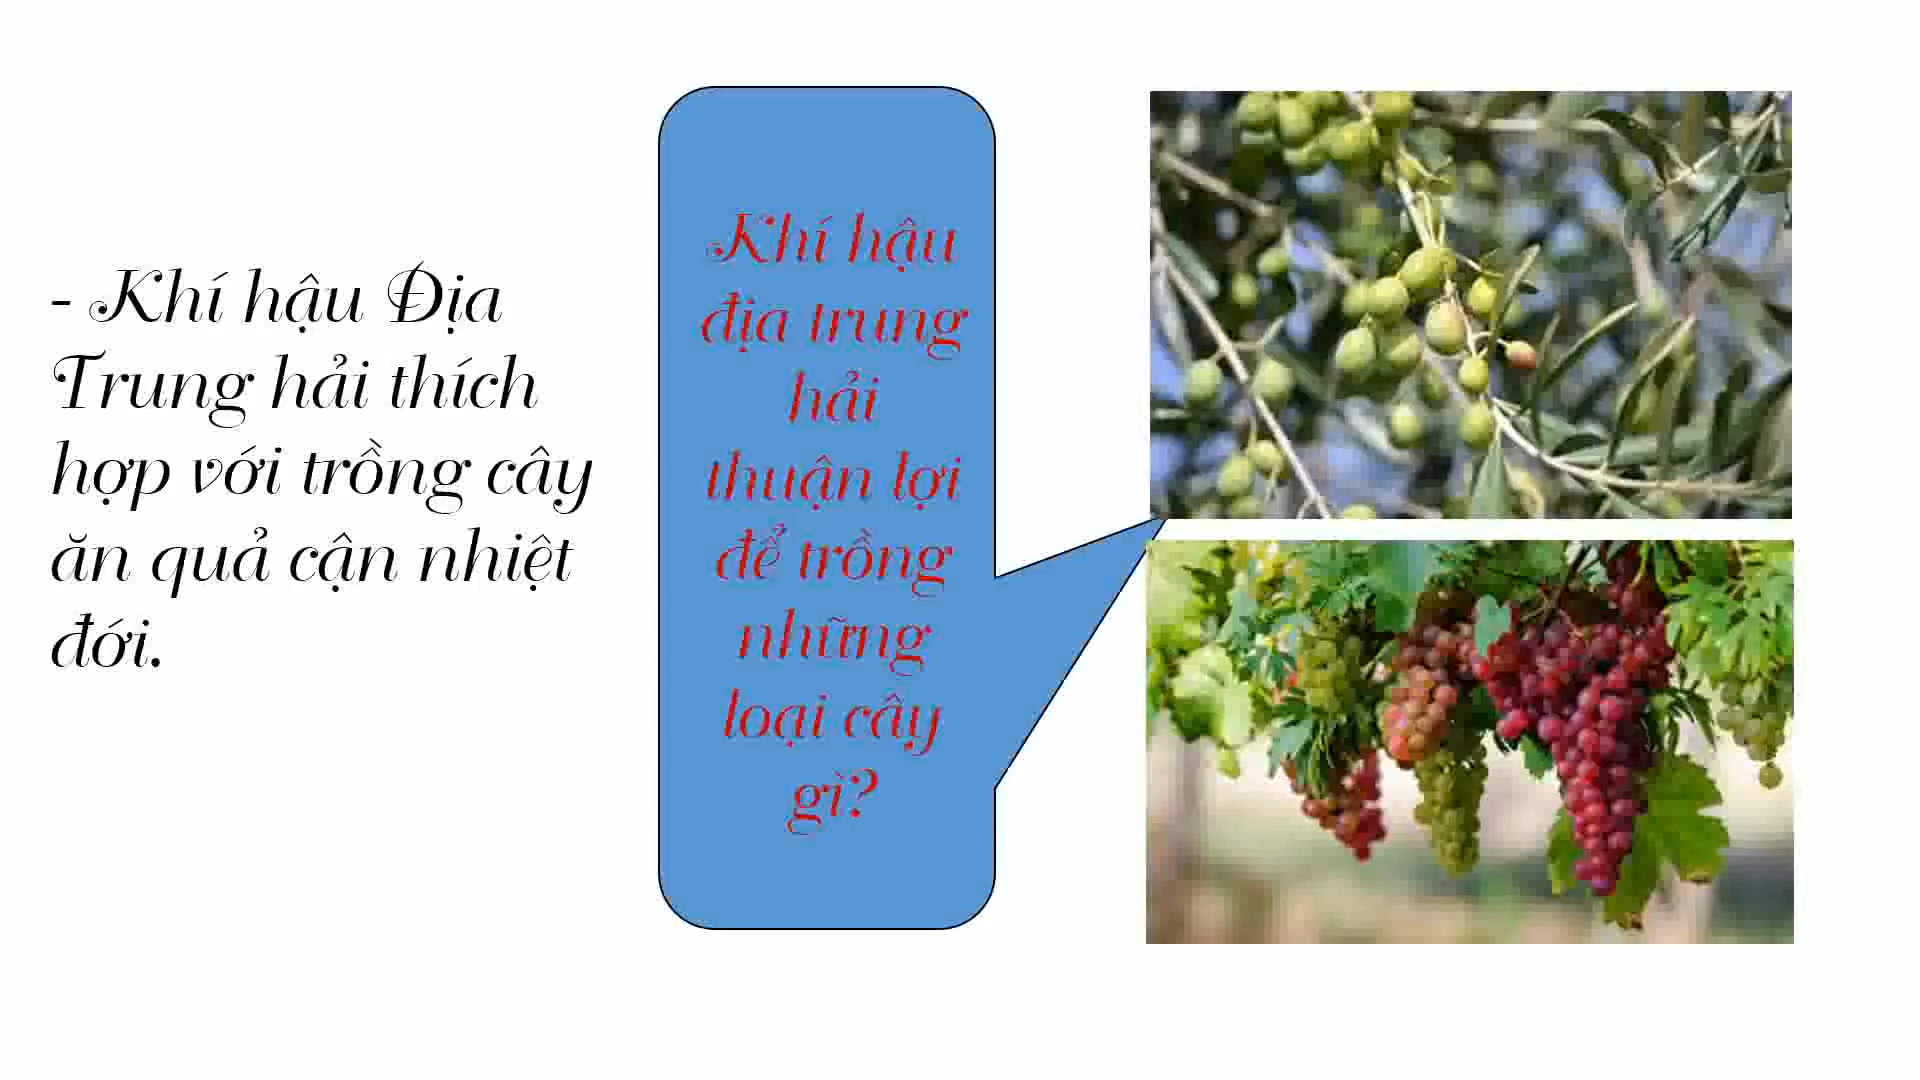 - Khí hậu Địa
Trung hải thích
hợp với trồng cây
ăn quả cận nhiệt
đới.
Khí hậu
địa trung
hải
thuận lợi
để trồng
những
loại cây
gì?